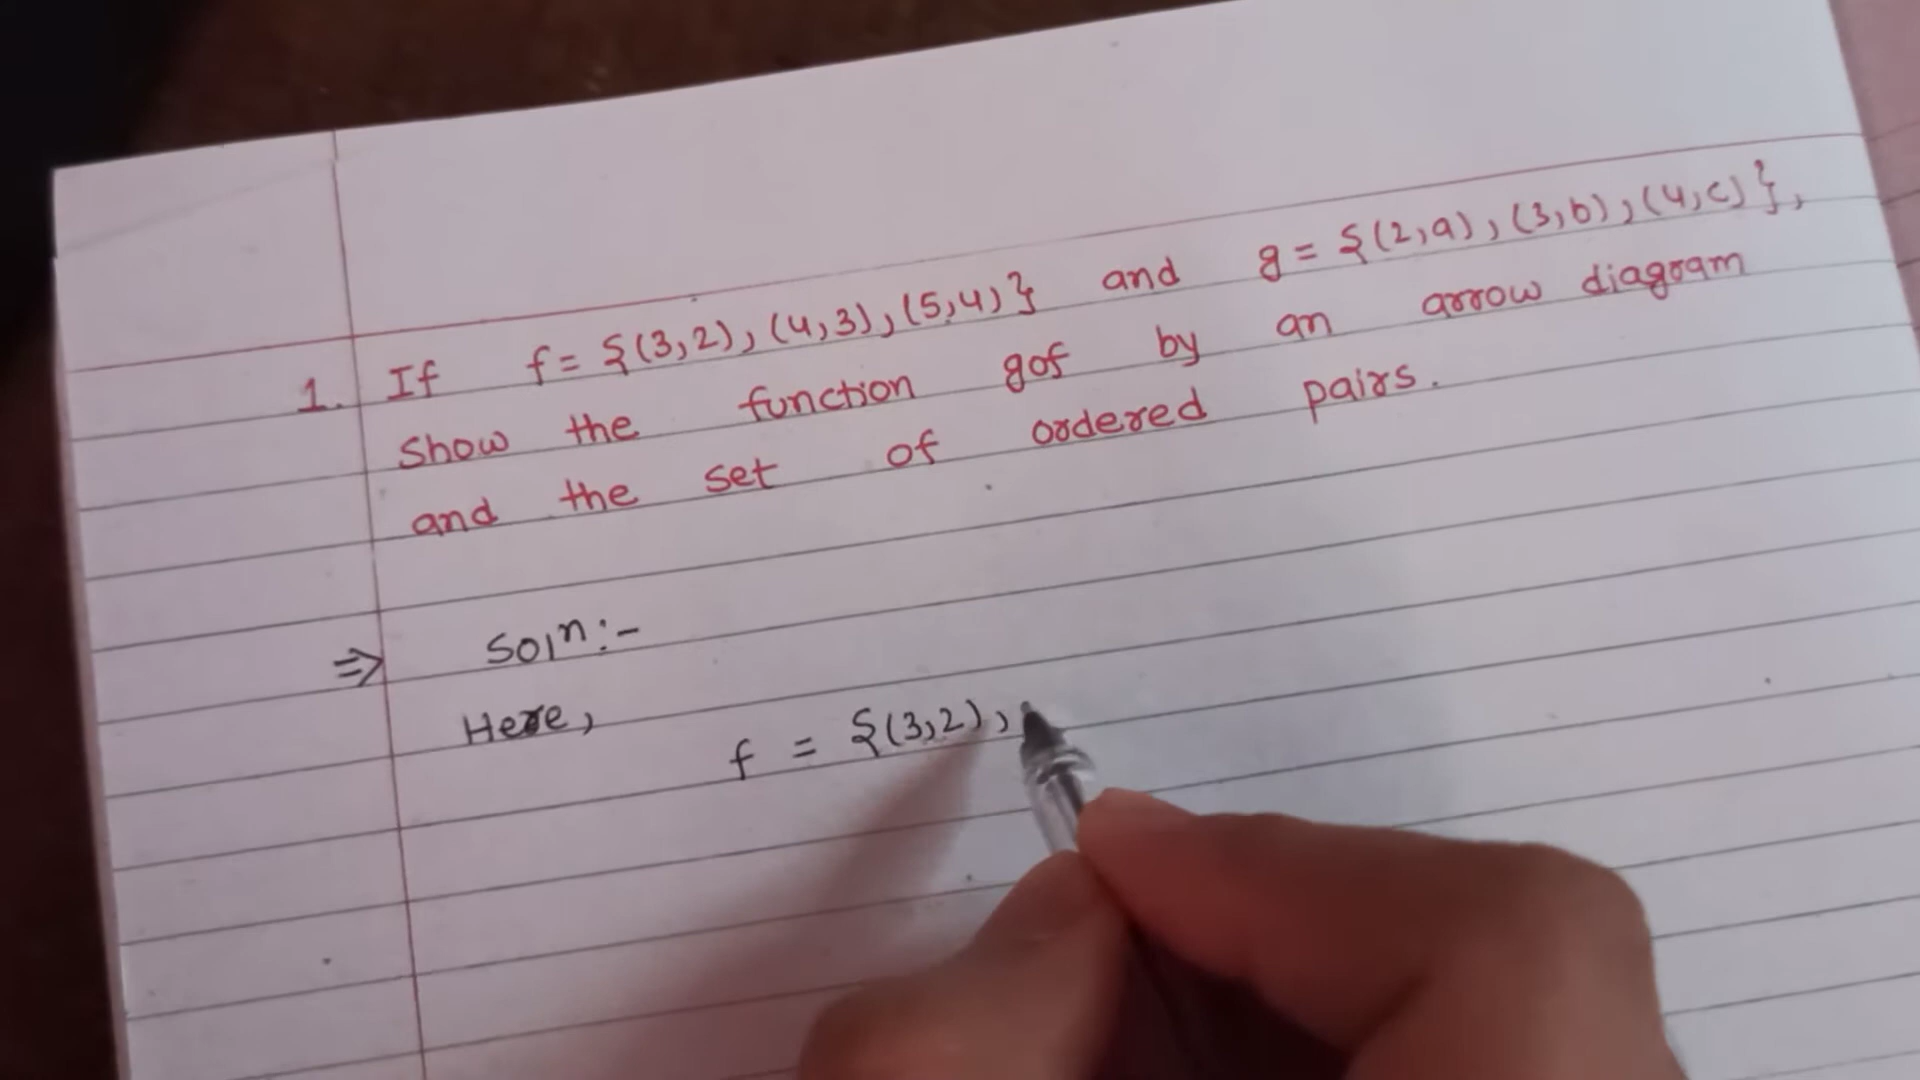 1. If f = {(3,2), (4,3), (5,4)} and g = {(2,a), (3,b), (4,c)},
show the function gof by an arrow diagram
and the set of ordered pairs.
⇒ Solⁿ:-
Here,
f = {(3,2),